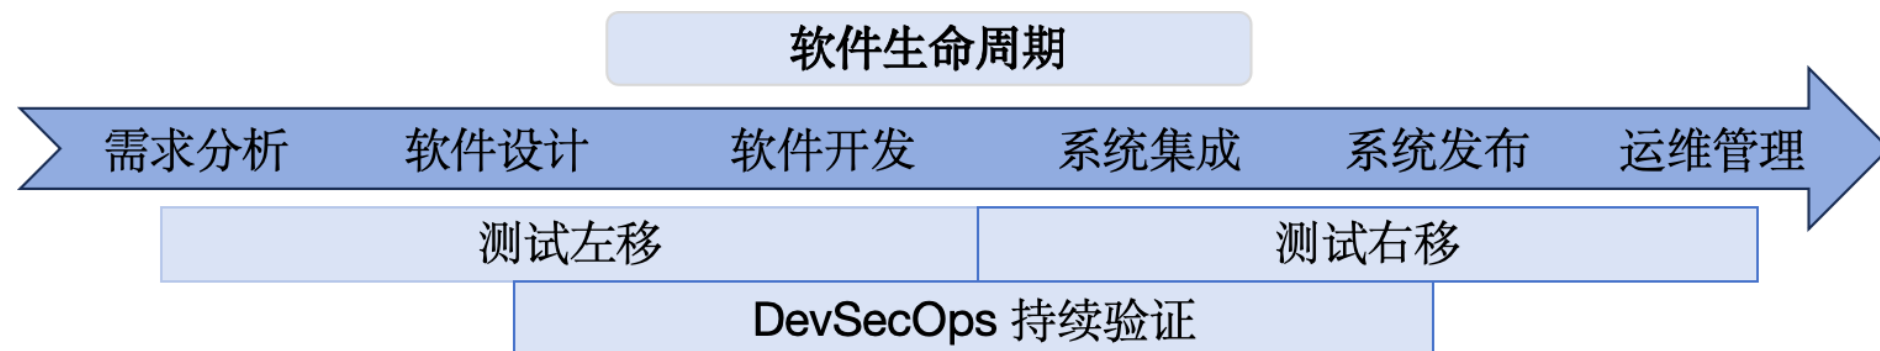 软件生命周期
需求分析 软件设计 软件开发 系统集成 系统发布 运维管理
测试左移 测试右移
DevSecOps 持续验证